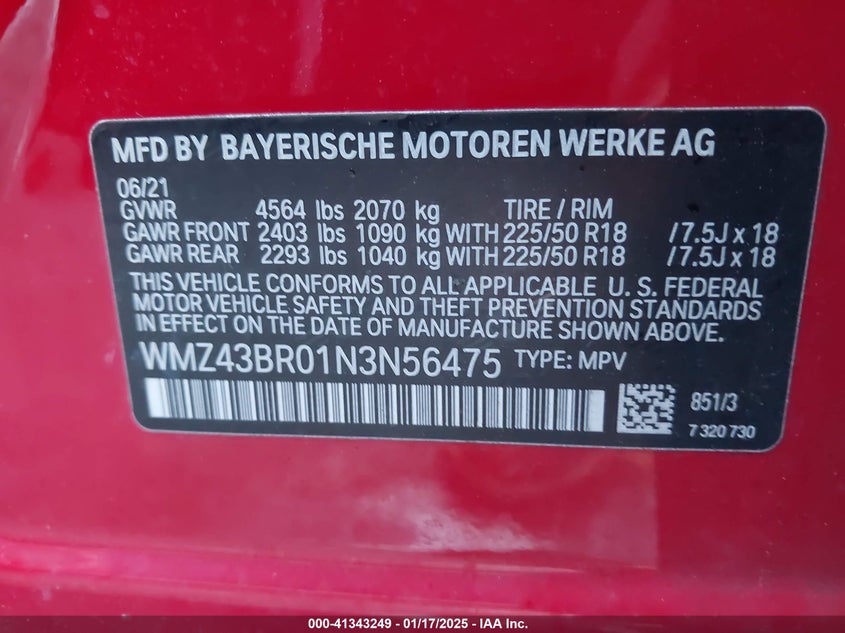 MFD BY BAYERISCHE MOTOREN WERKE AG
06/21
GVWR 4564 lbs 2070 kg TIRE / RIM
GAWR FRONT 2403 lbs 1090 kg WITH 225/50 R18 / 7.5J x 18
GAWR REAR 2293 lbs 1040 kg WITH 225/50 R18 / 7.5J x 18
THIS VEHICLE CONFORMS TO ALL APPLICABLE U. S. FEDERAL
MOTOR VEHICLE SAFETY AND THEFT PREVENTION STANDARDS
IN EFFECT ON THE DATE OF MANUFACTURE SHOWN ABOVE.
WMZ43BR01N3N56475 TYPE: MPV
851/3
7 320 730
000-41343249 - 01/17/2025 - IAA Inc.